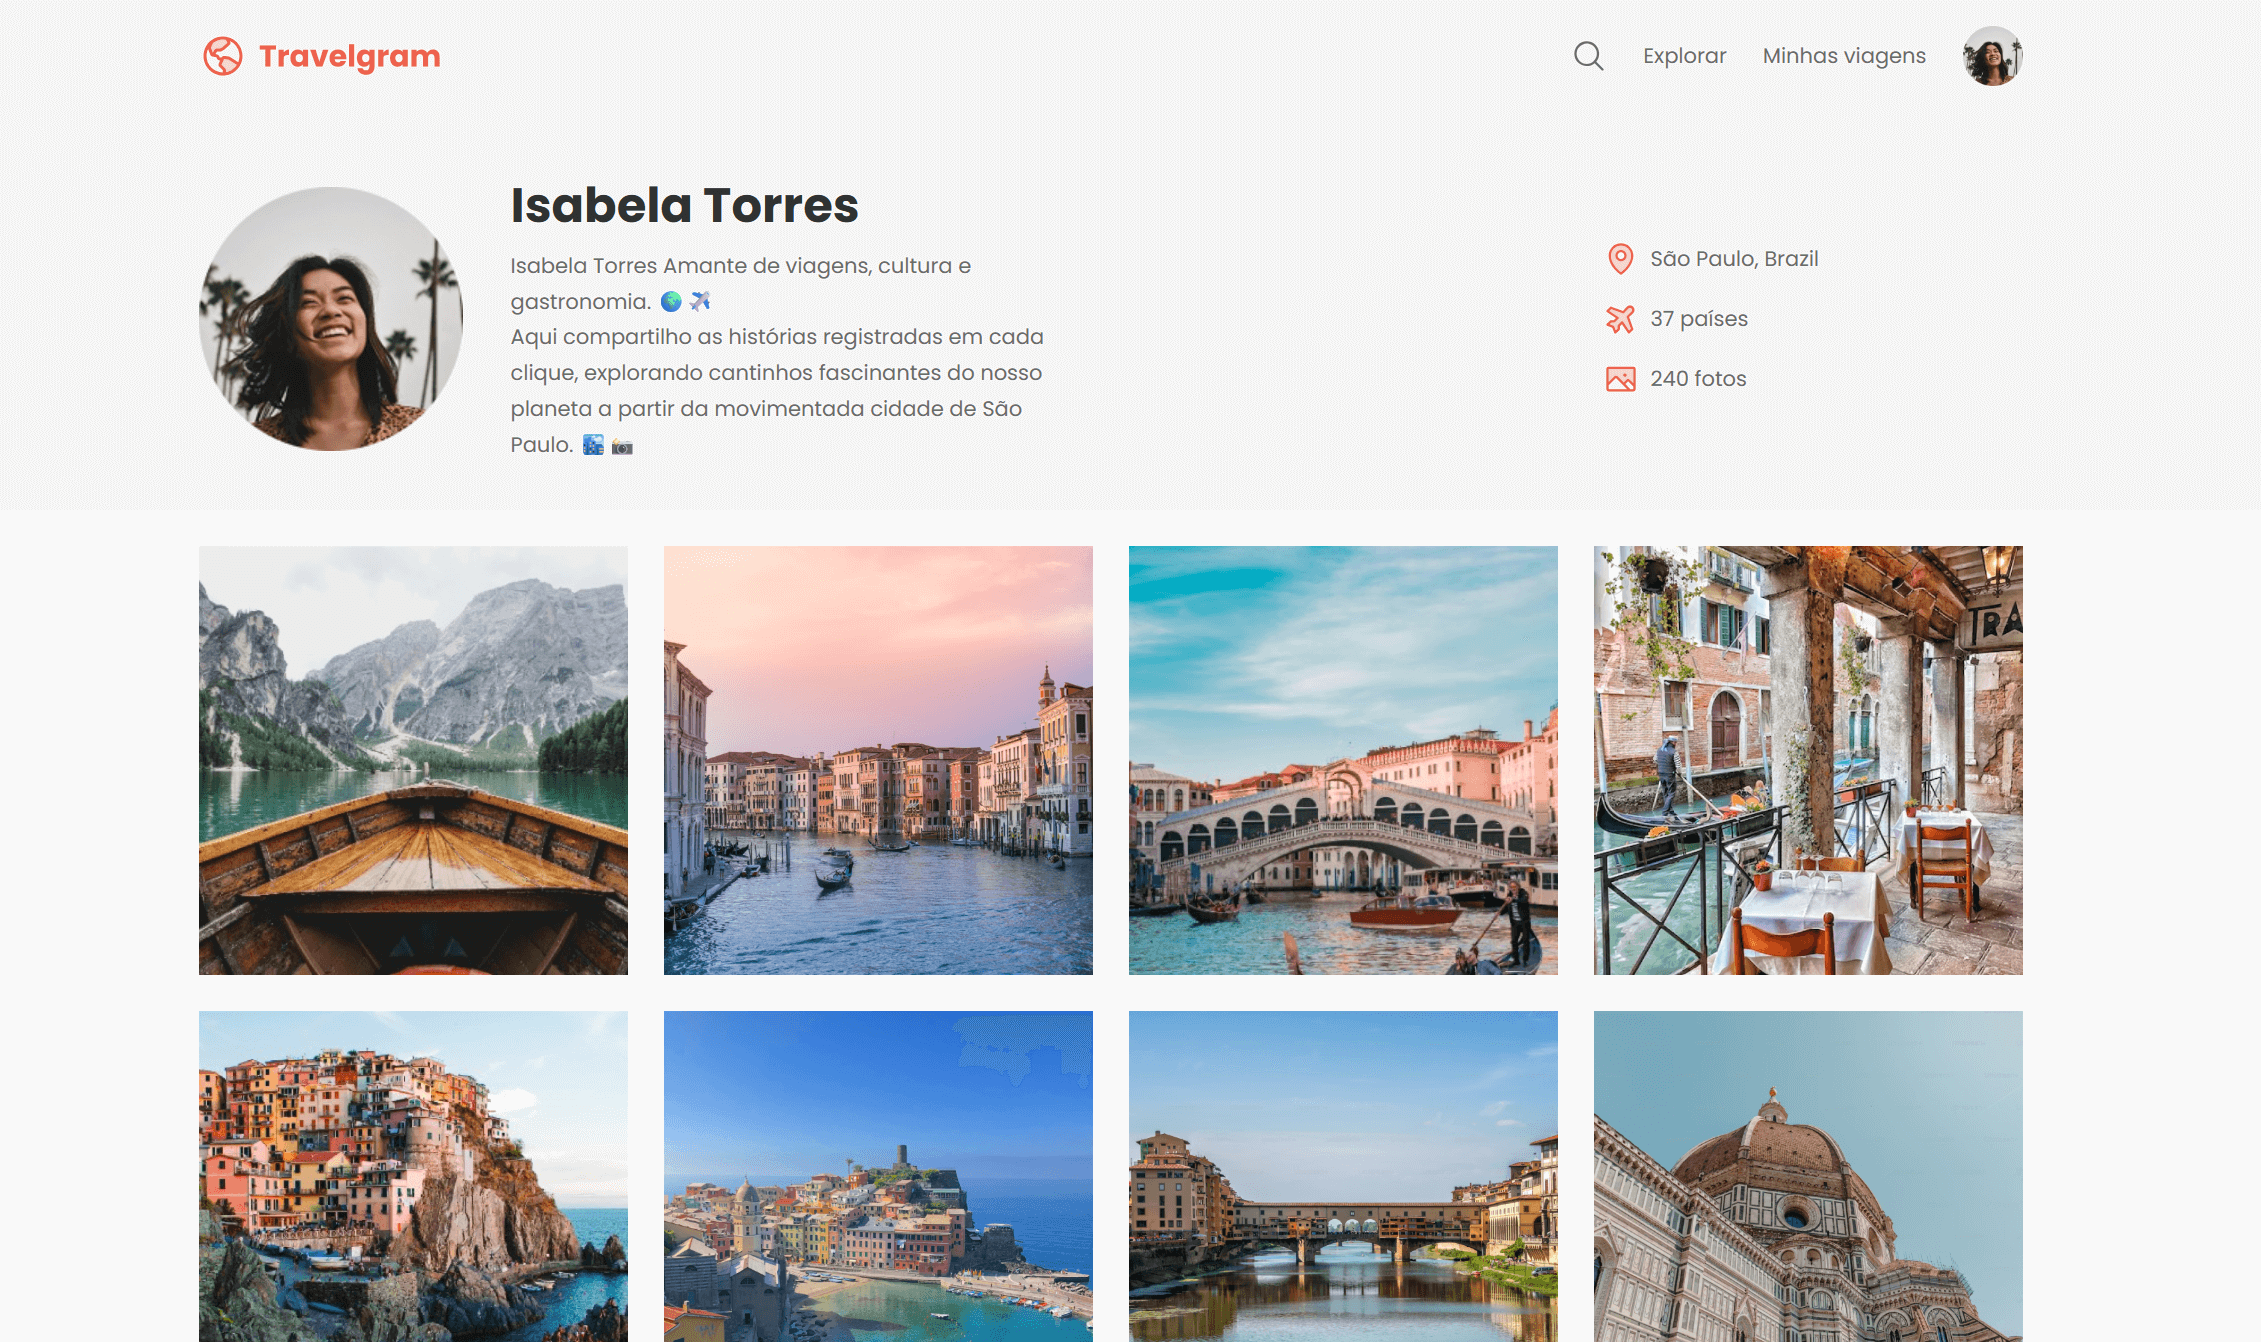 Travelgram
Explorar
Minhas viagens
Isabela Torres
Isabela Torres Amante de viagens, cultura e
gastronomia. 🌍 ✈️
Aqui compartilho as histórias registradas em cada
clique, explorando cantinhos fascinantes do nosso
planeta a partir da movimentada cidade de São
Paulo. 🏙️ 📸
São Paulo, Brazil
37 países
240 fotos
TRA